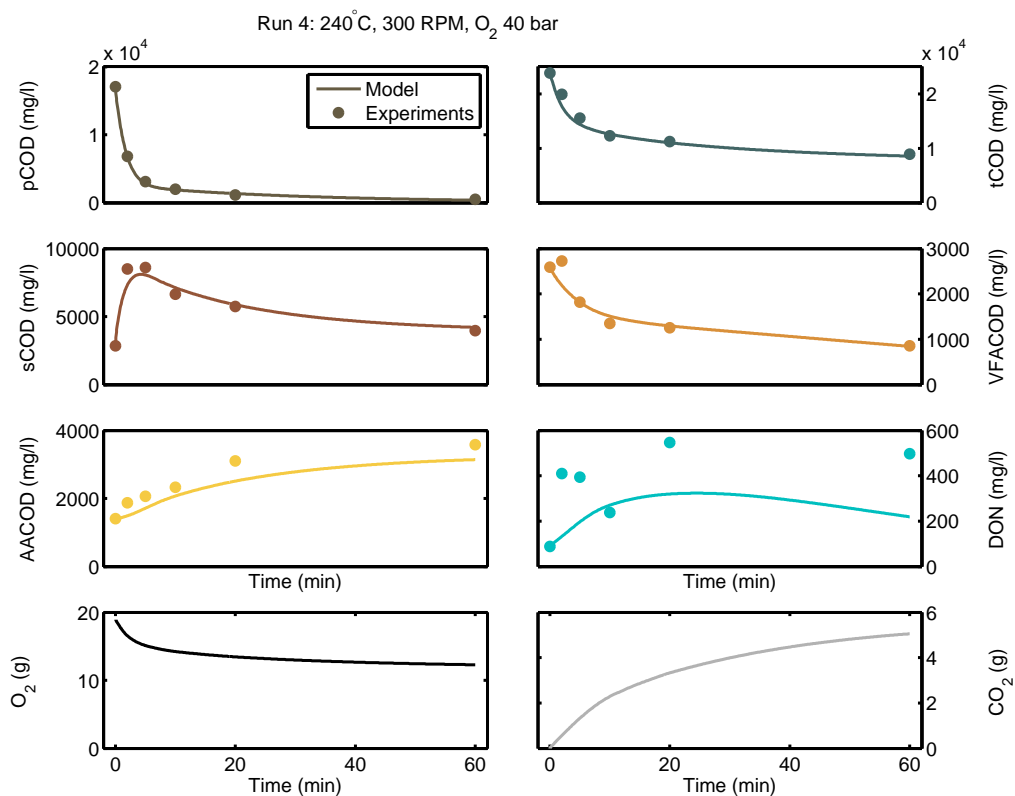 Run 4: 240°C, 300 RPM, O2 40 bar
x 10^4
pCOD (mg/l)
2
1
0
Model
Experiments
x 10^4
tCOD (mg/l)
2
1
0
sCOD (mg/l)
10000
5000
0
VFACOD (mg/l)
3000
2000
1000
0
AACOD (mg/l)
4000
2000
0
Time (min)
DON (mg/l)
600
400
200
0
Time (min)
O2 (g)
20
10
0
0 20 40 60
Time (min)
CO2 (g)
6
4
2
0
0 20 40 60
Time (min)